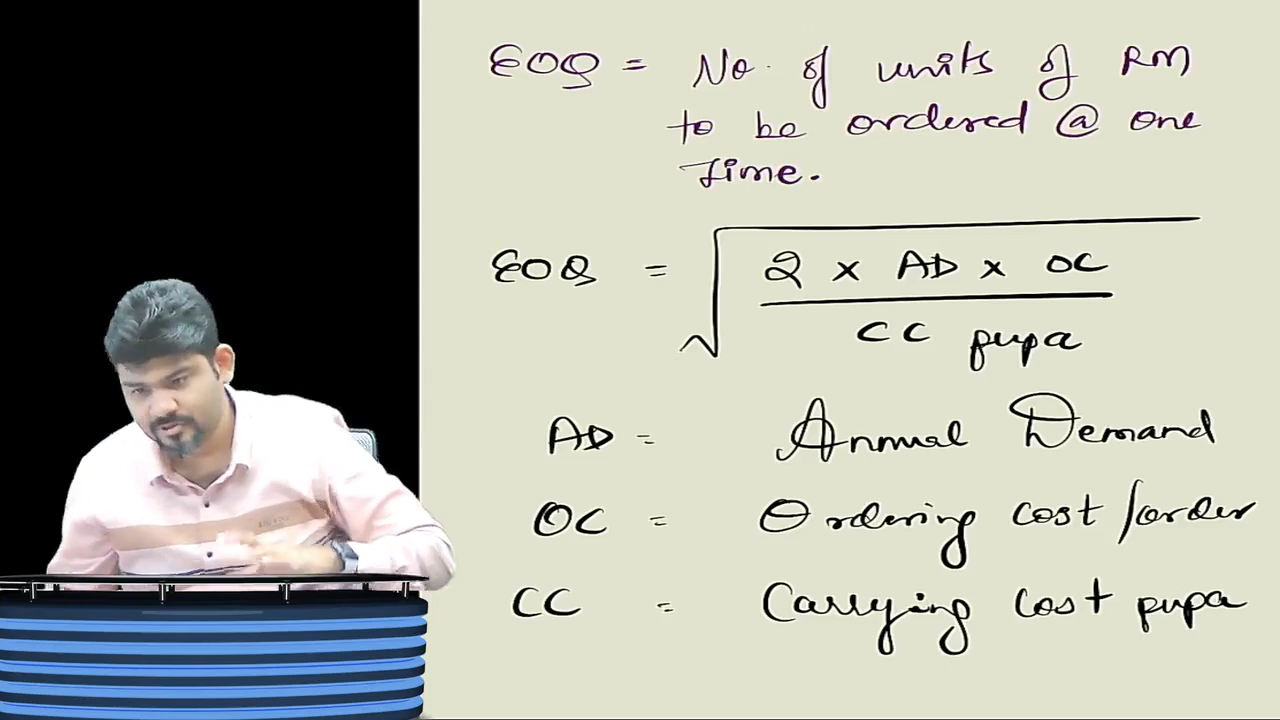 EOQ = No. of units of RM
to be ordered @ one
Time.
EOQ = √ 2 x AD x OC
CC pupa
AD = Annual Demand
OC = Ordering cost/order
CC = Carrying cost pupa